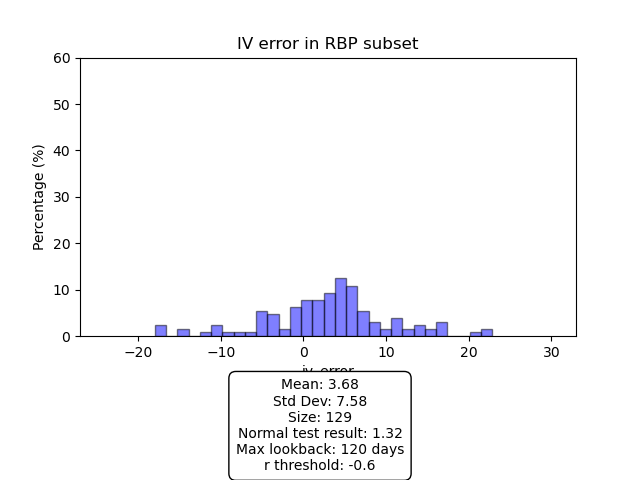 IV error in RBP subset
Percentage (%)
60
50
40
30
20
10
0
−20 −10 0 10 20 30
iv_error
Mean: 3.68
Std Dev: 7.58
Size: 129
Normal test result: 1.32
Max lookback: 120 days
r threshold: -0.6